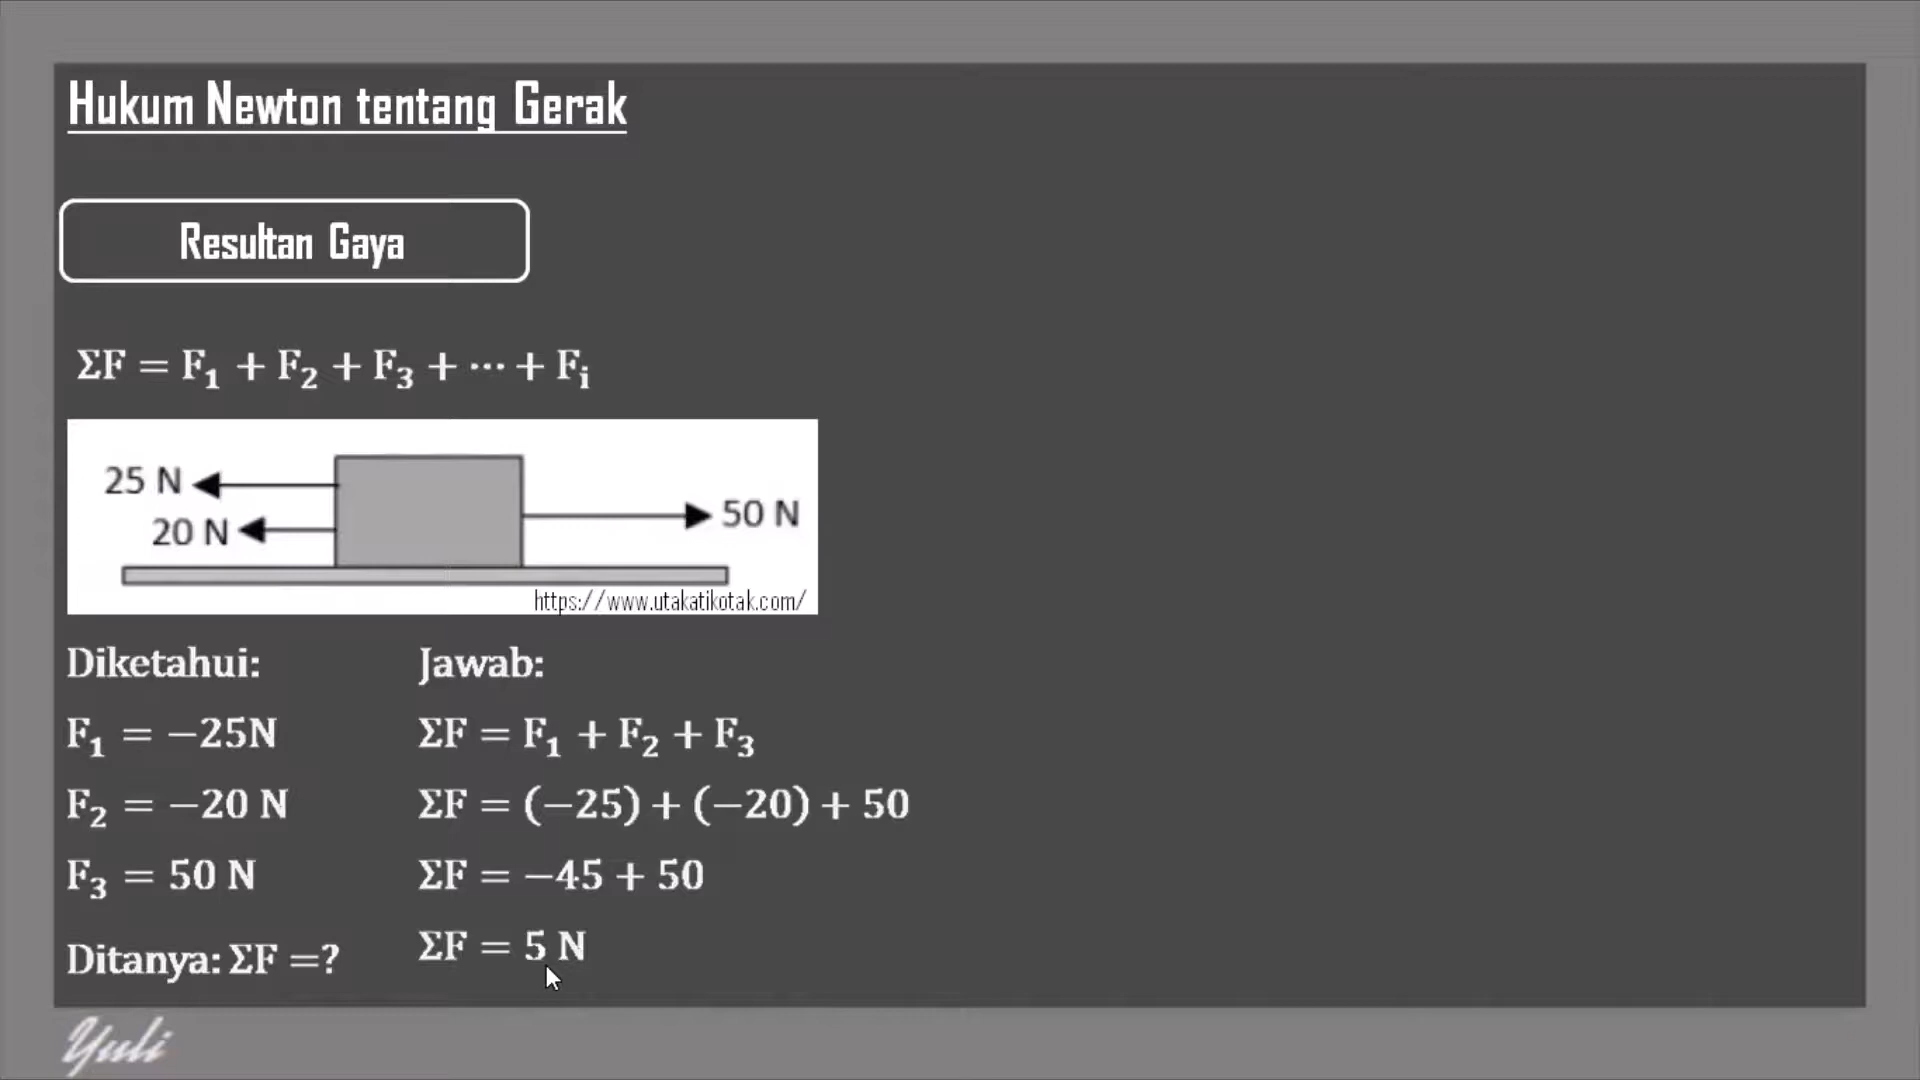 Hukum Newton tentang Gerak
Resultan Gaya
ΣF = F₁ + F₂ + F₃ + ⋯ + Fᵢ
25 N
50 N
20 N
https://www.utakatikotak.com/
Diketahui:
F₁ = −25N
F₂ = −20 N
F₃ = 50 N
Ditanya: ΣF =?
Jawab:
ΣF = F₁ + F₂ + F₃
ΣF = (−25) + (−20) + 50
ΣF = −45 + 50
ΣF = 5 N
Yuli